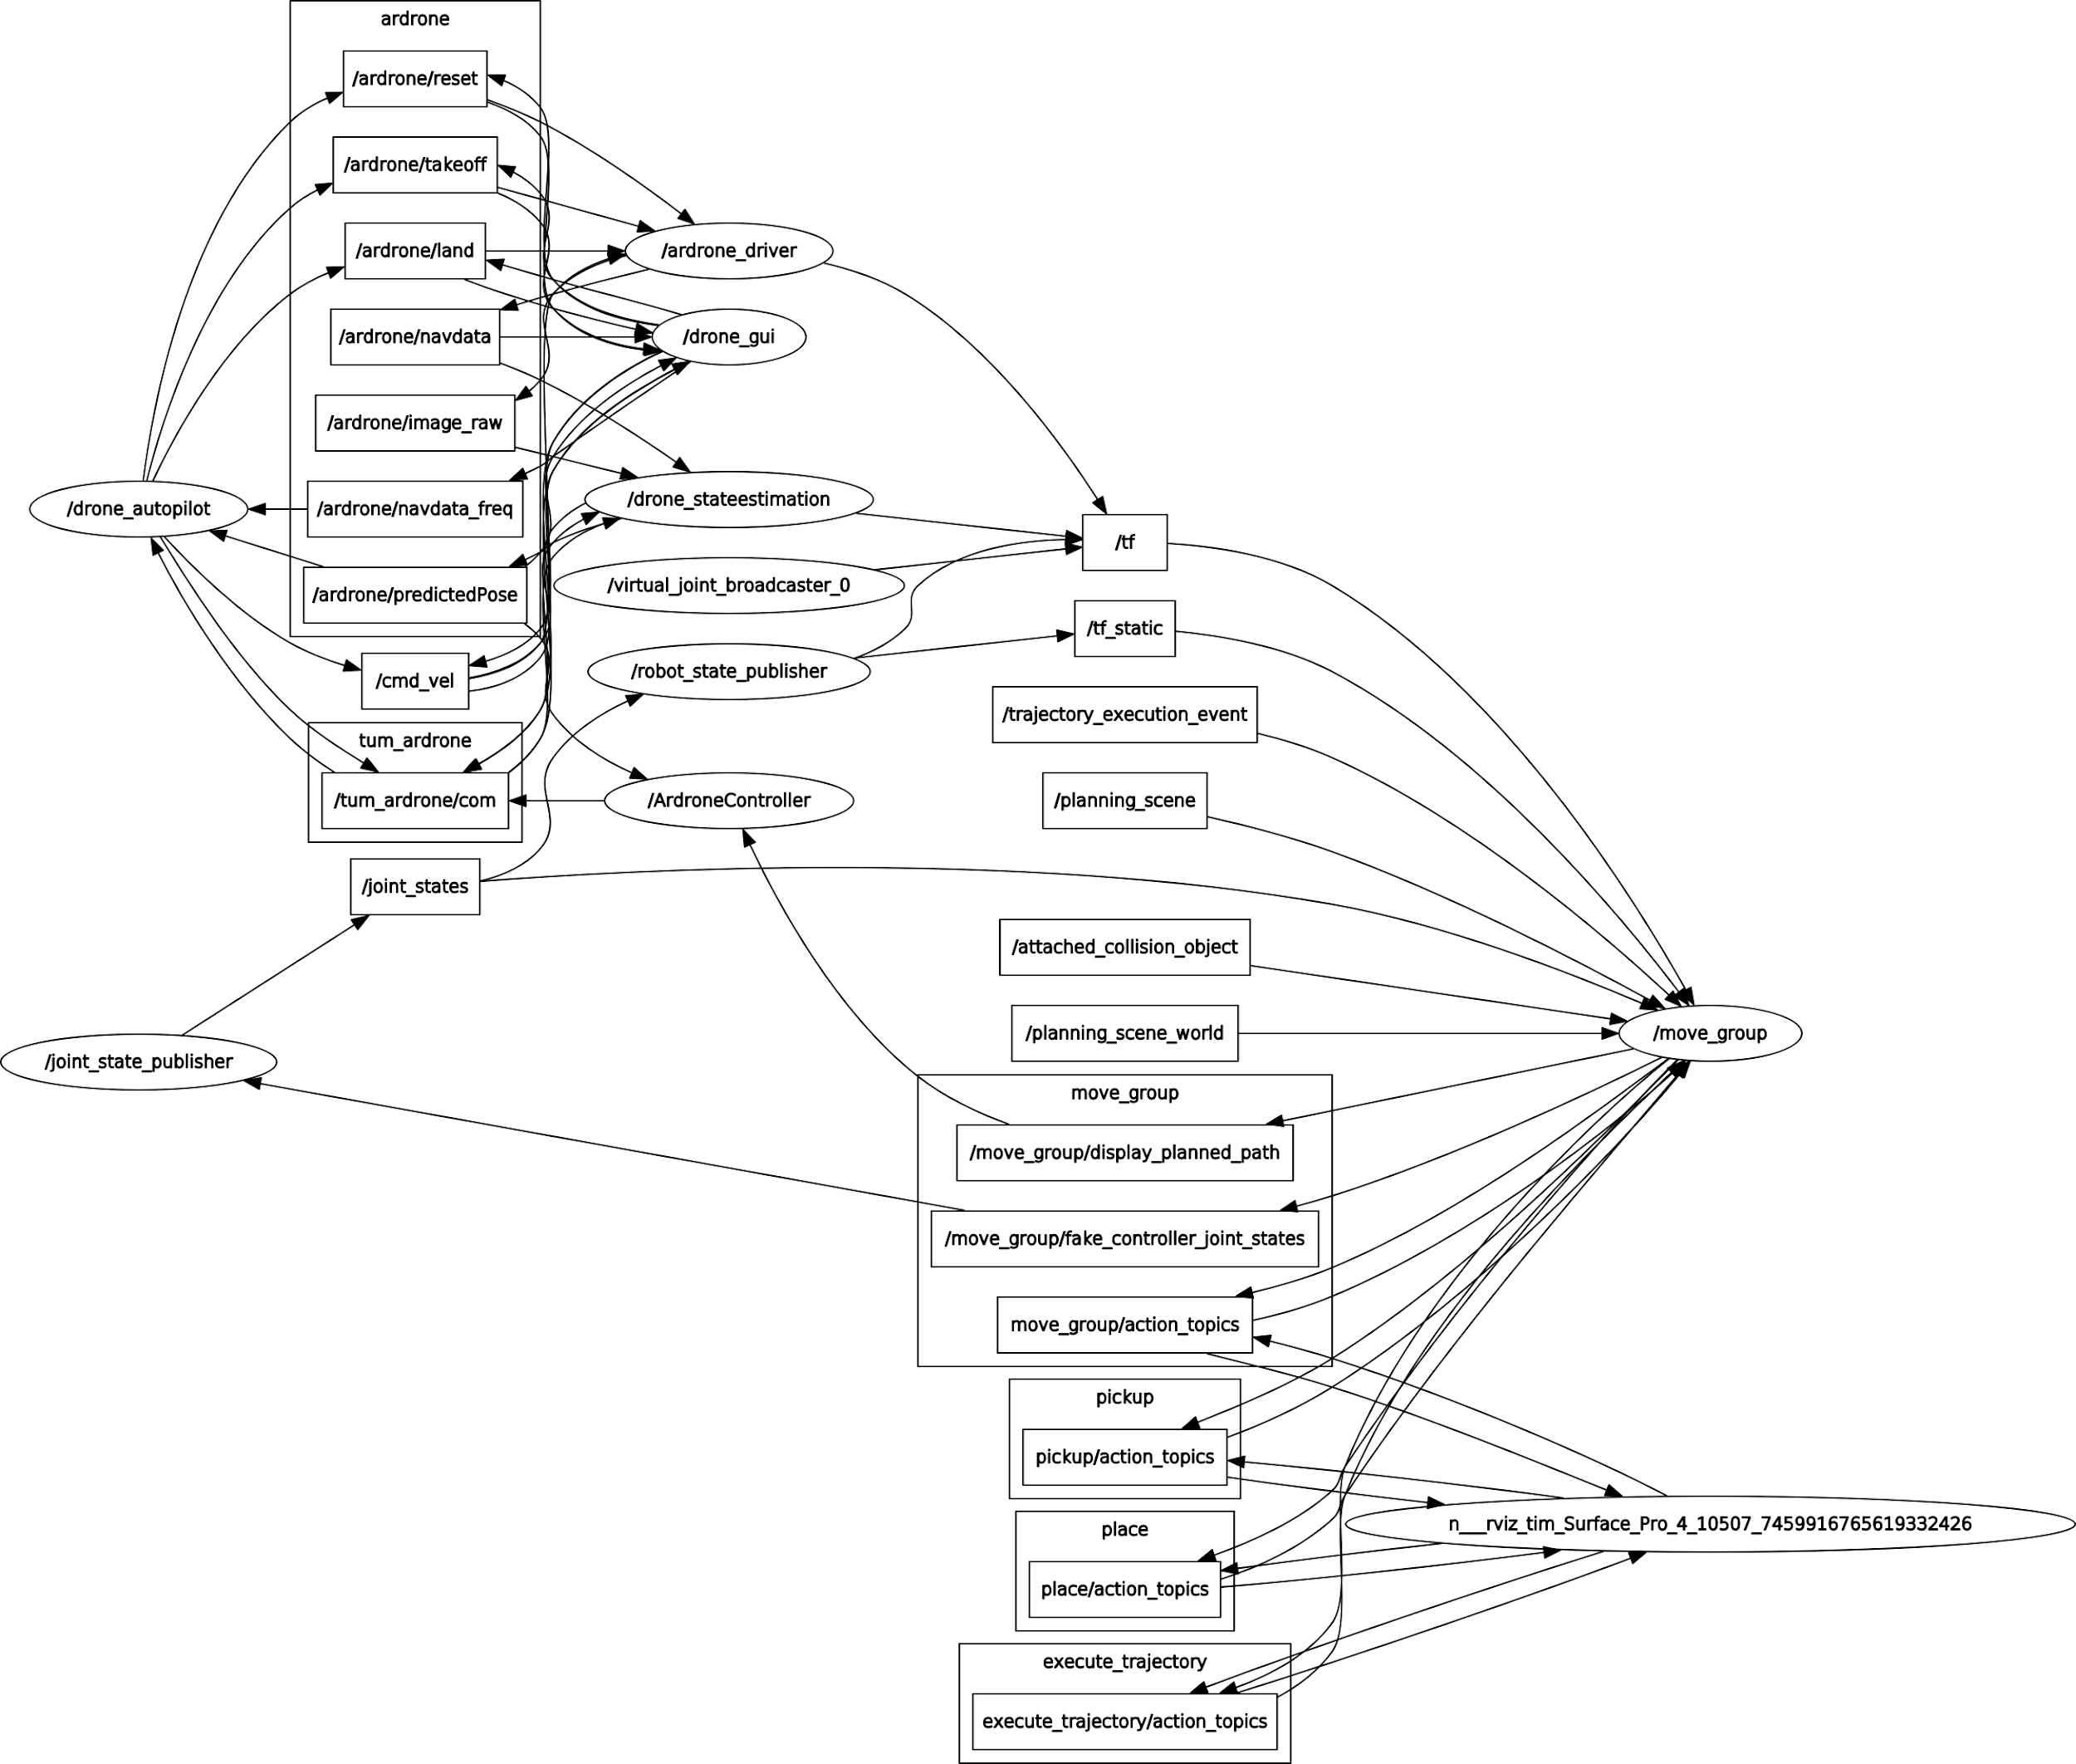 ardrone
/ardrone/reset
/ardrone/takeoff
/ardrone/land
/ardrone/navdata
/ardrone/image_raw
/ardrone/navdata_freq
/ardrone/predictedPose
/drone_autopilot
/cmd_vel
tum_ardrone
/tum_ardrone/com
/joint_states
/joint_state_publisher
/ardrone_driver
/drone_gui
/drone_stateestimation
/virtual_joint_broadcaster_0
/robot_state_publisher
/ArdroneController
/tf
/tf_static
/trajectory_execution_event
/planning_scene
/attached_collision_object
/planning_scene_world
move_group
/move_group/display_planned_path
/move_group/fake_controller_joint_states
move_group/action_topics
pickup
pickup/action_topics
place
place/action_topics
execute_trajectory
execute_trajectory/action_topics
/move_group
n___rviz_tim_Surface_Pro_4_10507_7459916765619332426